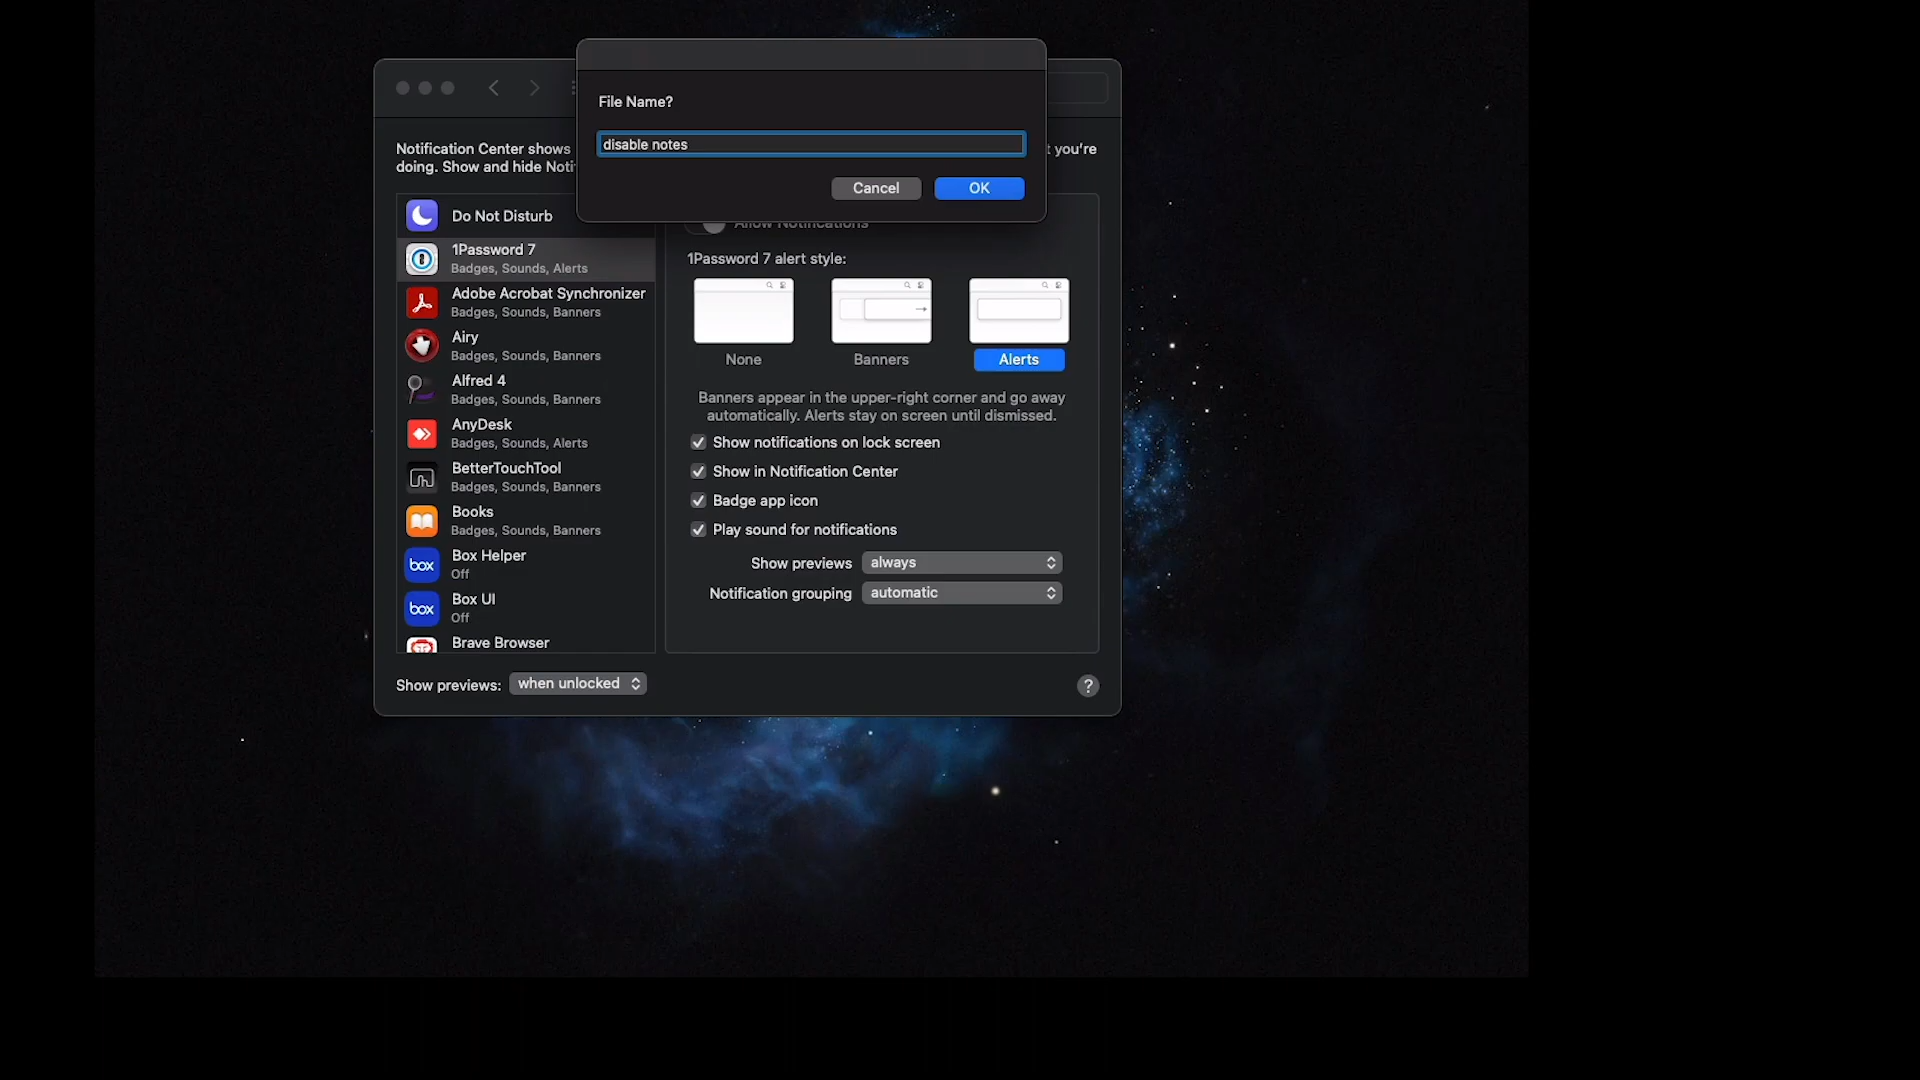 File Name?
disable notes
Cancel
OK
Notification Center shows
t you're
doing. Show and hide Noti
Do Not Disturb
1Password 7
Badges, Sounds, Alerts
Adobe Acrobat Synchronizer
Badges, Sounds, Banners
Airy
Badges, Sounds, Banners
Alfred 4
Badges, Sounds, Banners
AnyDesk
Badges, Sounds, Alerts
BetterTouchTool
Badges, Sounds, Banners
Books
Badges, Sounds, Banners
box
Box Helper
Off
box
Box UI
Off
Brave Browser
Allow Notifications
1Password 7 alert style:
None
Banners
Alerts
Banners appear in the upper-right corner and go away
automatically. Alerts stay on screen until dismissed.
Show notifications on lock screen
Show in Notification Center
Badge app icon
Play sound for notifications
Show previews always
Notification grouping automatic
Show previews: when unlocked
?